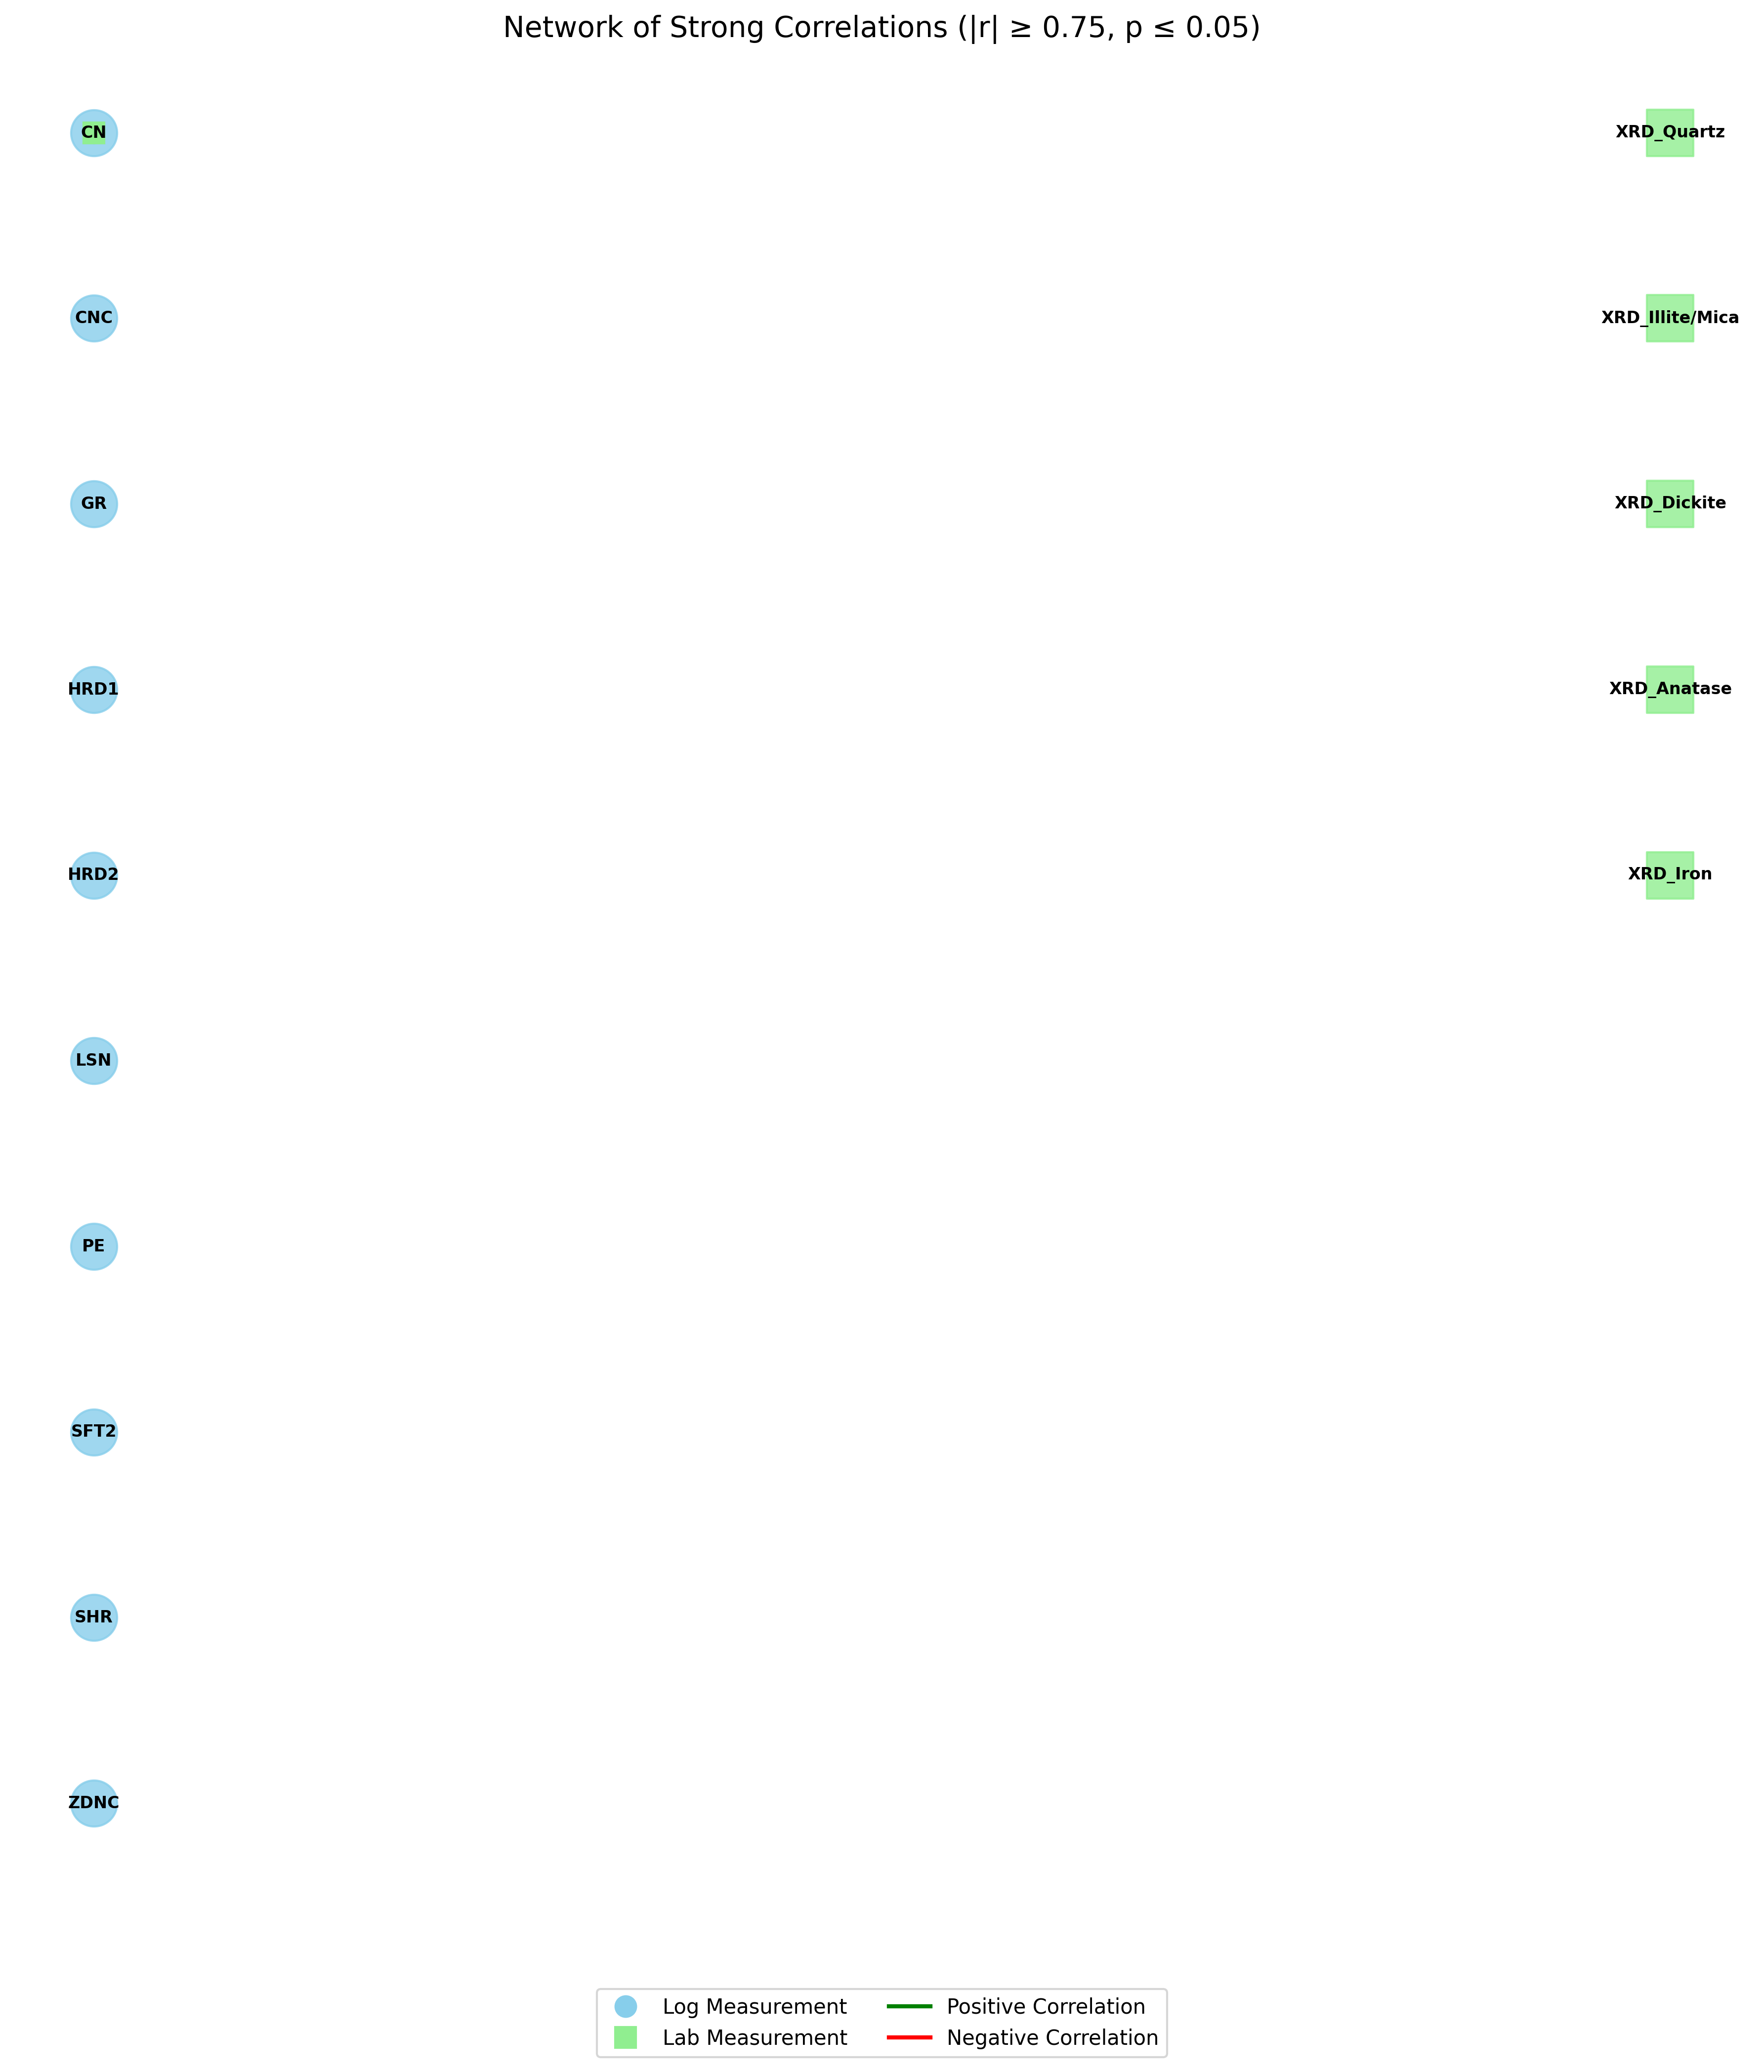 Network of Strong Correlations (|r| ≥ 0.75, p ≤ 0.05)
CN
XRD_Quartz
CNC
XRD_Illite/Mica
GR
XRD_Dickite
HRD1
XRD_Anatase
HRD2
XRD_Iron
LSN
PE
SFT2
SHR
ZDNC
Log Measurement
Lab Measurement
Positive Correlation
Negative Correlation